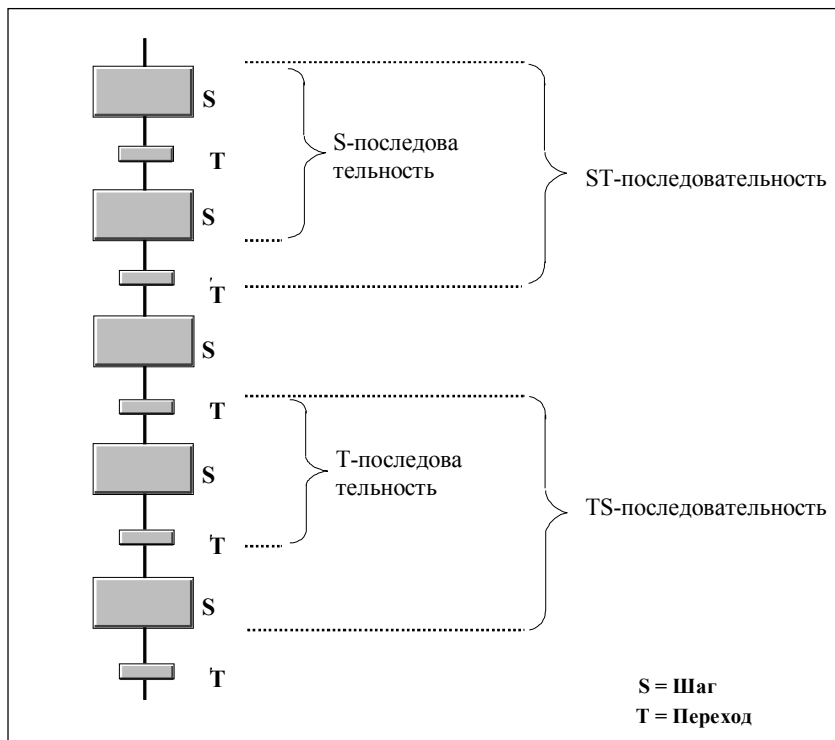 S
T
S-последова
тельность
ST-последовательность
S
T
S
T
T-последова
тельность
S
TS-последовательность
T
S
T
S = Шаг
T = Переход